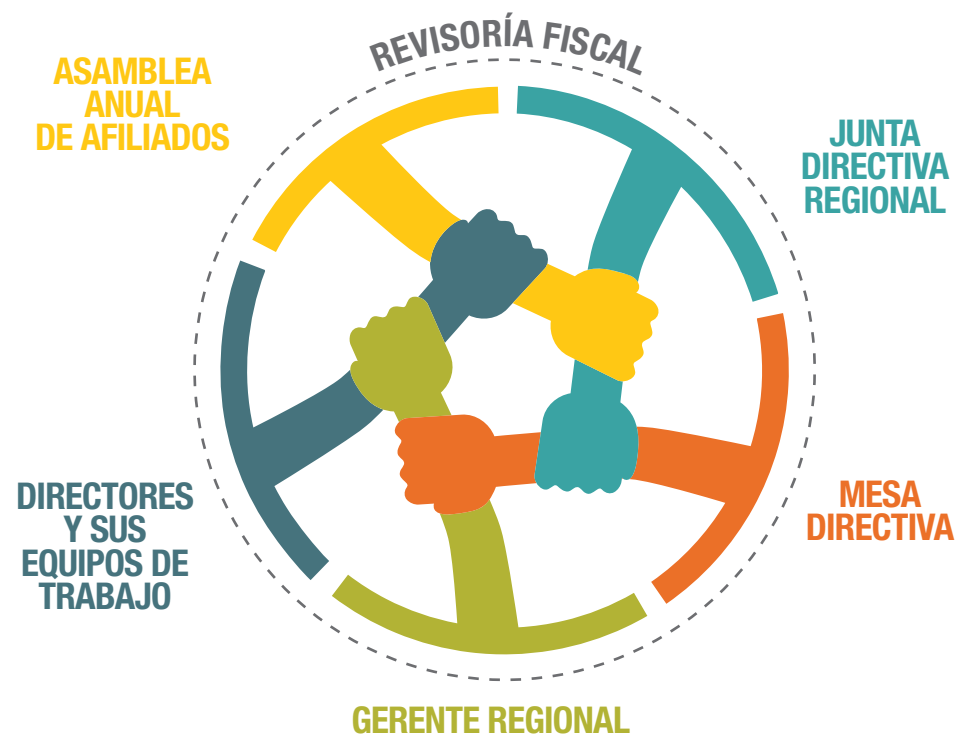 REVISORÍA FISCAL
ASAMBLEA
ANUAL
DE AFILIADOS
JUNTA
DIRECTIVA
REGIONAL
MESA
DIRECTIVA
DIRECTORES
Y SUS
EQUIPOS DE
TRABAJO
GERENTE REGIONAL